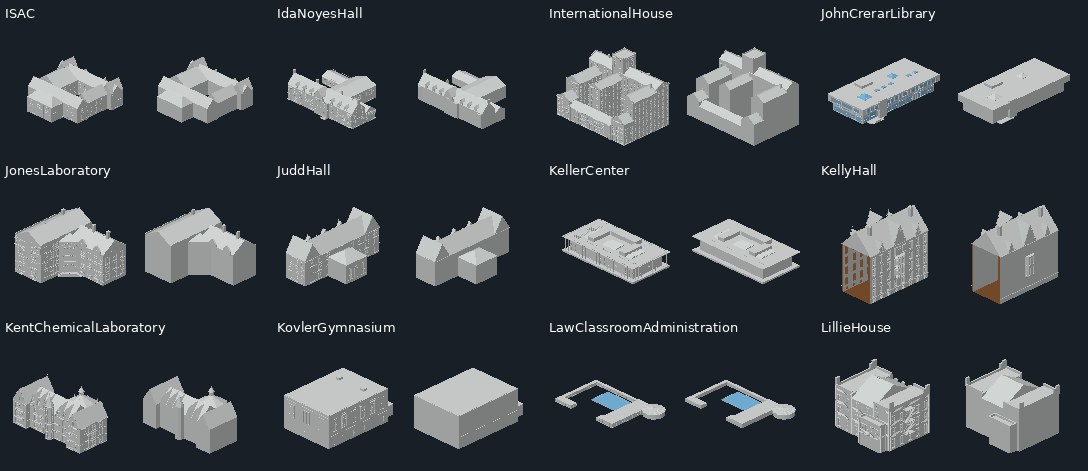 ISAC
IdaNoyesHall
InternationalHouse
JohnCrerarLibrary
JonesLaboratory
JuddHall
KellerCenter
KellyHall
KentChemicalLaboratory
KovlerGymnasium
LawClassroomAdministration
LillieHouse